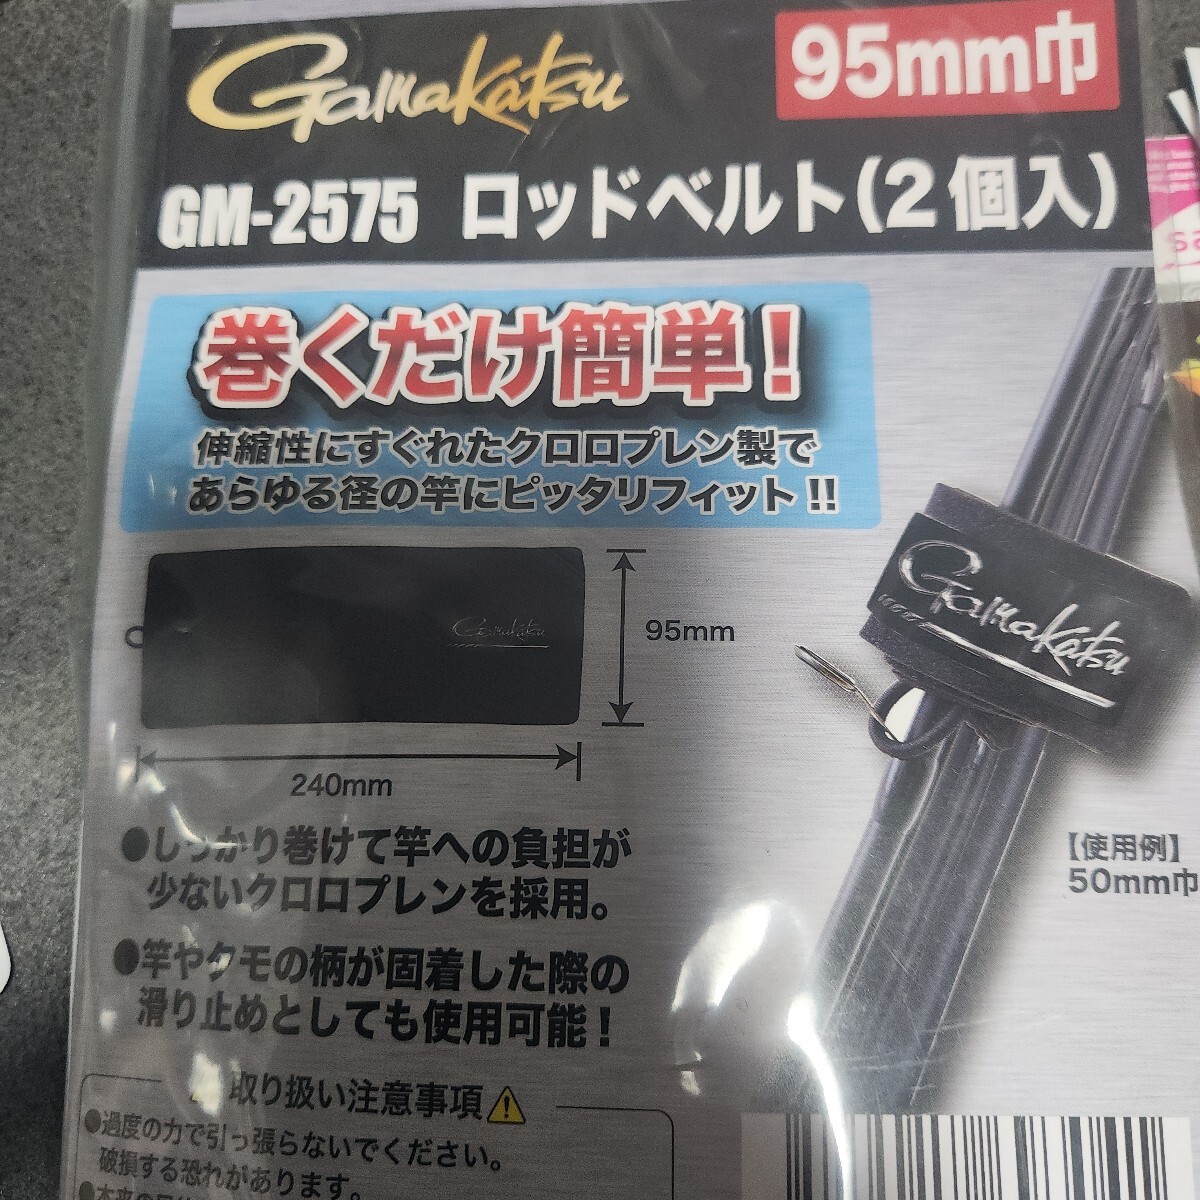 Gamakatsu
95mm巾
GM-2575 ロッドベルト(2個入)
巻くだけ簡単!
伸縮性にすぐれたクロロプレン製で
あらゆる径の竿にピッタリフィット!!
Gamakatsu
95mm
240mm
Gamakatsu
【使用例】
50mm巾
●しっかり巻けて竿への負担が
少ないクロロプレンを採用。
●竿やタモの柄が固着した際の
滑り止めとしても使用可能!
取り扱い注意事項
●過度の力で引っ張らないでください。
破損する恐れがあります。